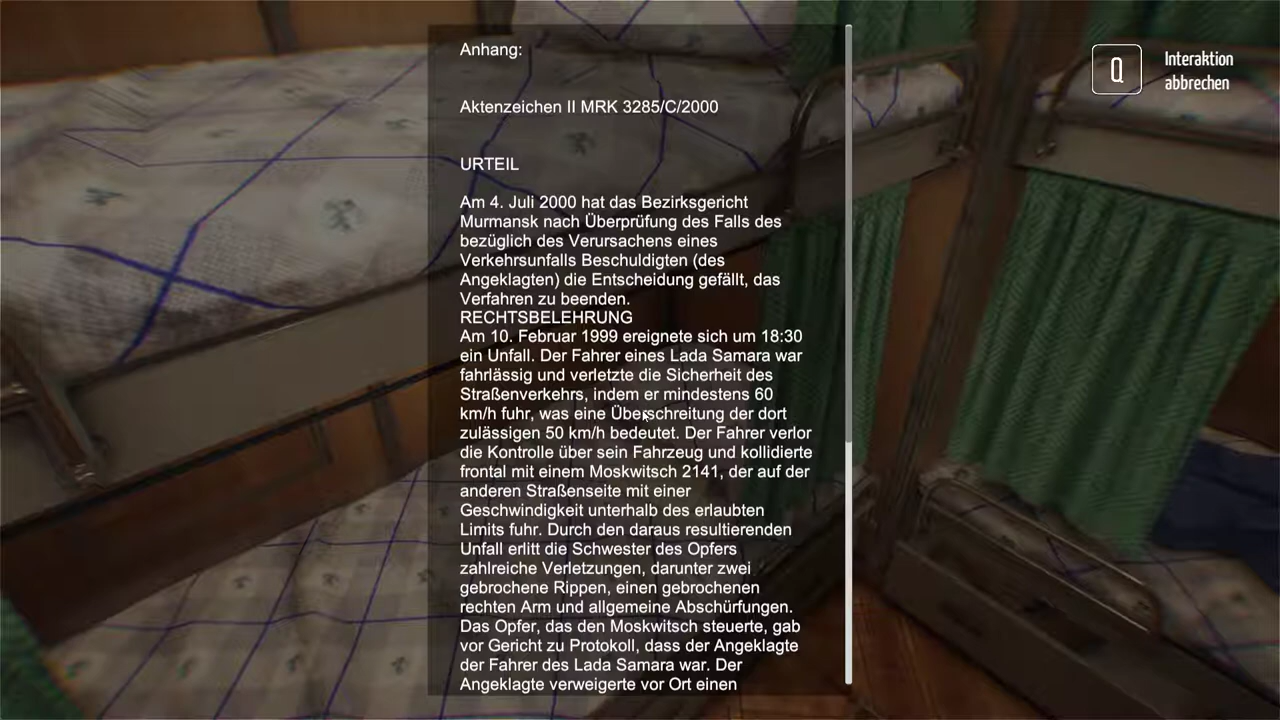 Anhang:
Aktenzeichen II MRK 3285/C/2000
URTEIL
Am 4. Juli 2000 hat das Bezirksgericht
Murmansk nach Überprüfung des Falls des
bezüglich des Verursachens eines
Verkehrsunfalls Beschuldigten (des
Angeklagten) die Entscheidung gefällt, das
Verfahren zu beenden.
RECHTSBELEHRUNG
Am 10. Februar 1999 ereignete sich um 18:30
ein Unfall. Der Fahrer eines Lada Samara war
fahrlässig und verletzte die Sicherheit des
Straßenverkehrs, indem er mindestens 60
km/h fuhr, was eine Überschreitung der dort
zulässigen 50 km/h bedeutet. Der Fahrer verlor
die Kontrolle über sein Fahrzeug und kollidierte
frontal mit einem Moskwitsch 2141, der auf der
anderen Straßenseite mit einer
Geschwindigkeit unterhalb des erlaubten
Limits fuhr. Durch den daraus resultierenden
Unfall erlitt die Schwester des Opfers
zahlreiche Verletzungen, darunter zwei
gebrochene Rippen, einen gebrochenen
rechten Arm und allgemeine Abschürfungen.
Das Opfer, das den Moskwitsch steuerte, gab
vor Gericht zu Protokoll, dass der Angeklagte
der Fahrer des Lada Samara war. Der
Angeklagte verweigerte vor Ort einen
Q
Interaktion
abbrechen